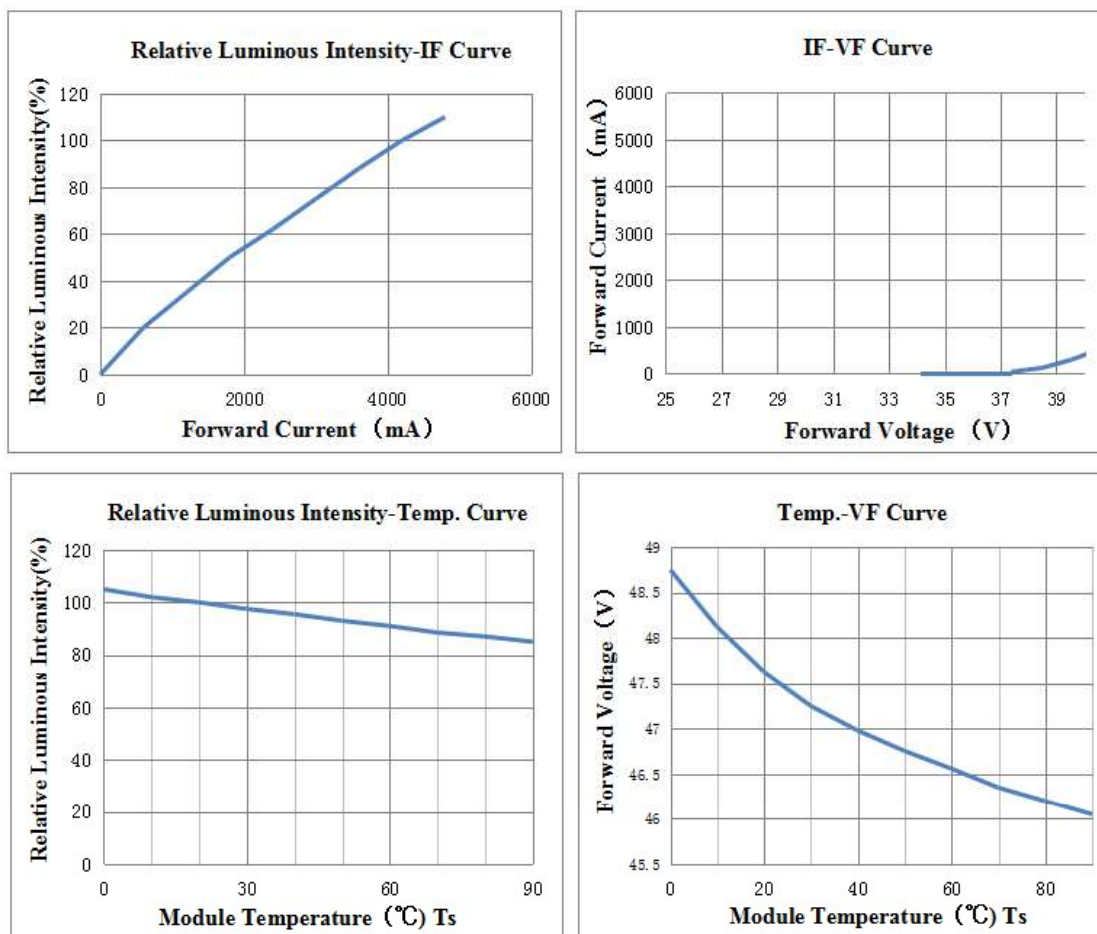 Relative Luminous Intensity-IF Curve
Relative Luminous Intensity(%)
120
100
80
60
40
20
0
0 2000 4000 6000
Forward Current （mA）
IF-VF Curve
Forward Current （mA）
6000
5000
4000
3000
2000
1000
0
25 27 29 31 33 35 37 39
Forward Voltage （V）
Relative Luminous Intensity-Temp. Curve
Relative Luminous Intensity(%)
120
100
80
60
40
20
0
0 30 60 90
Module Temperature （℃） Ts
Temp.-VF Curve
Forward Voltage （V）
49
48.5
48
47.5
47
46.5
46
45.5
0 20 40 60 80
Module Temperature （℃） Ts